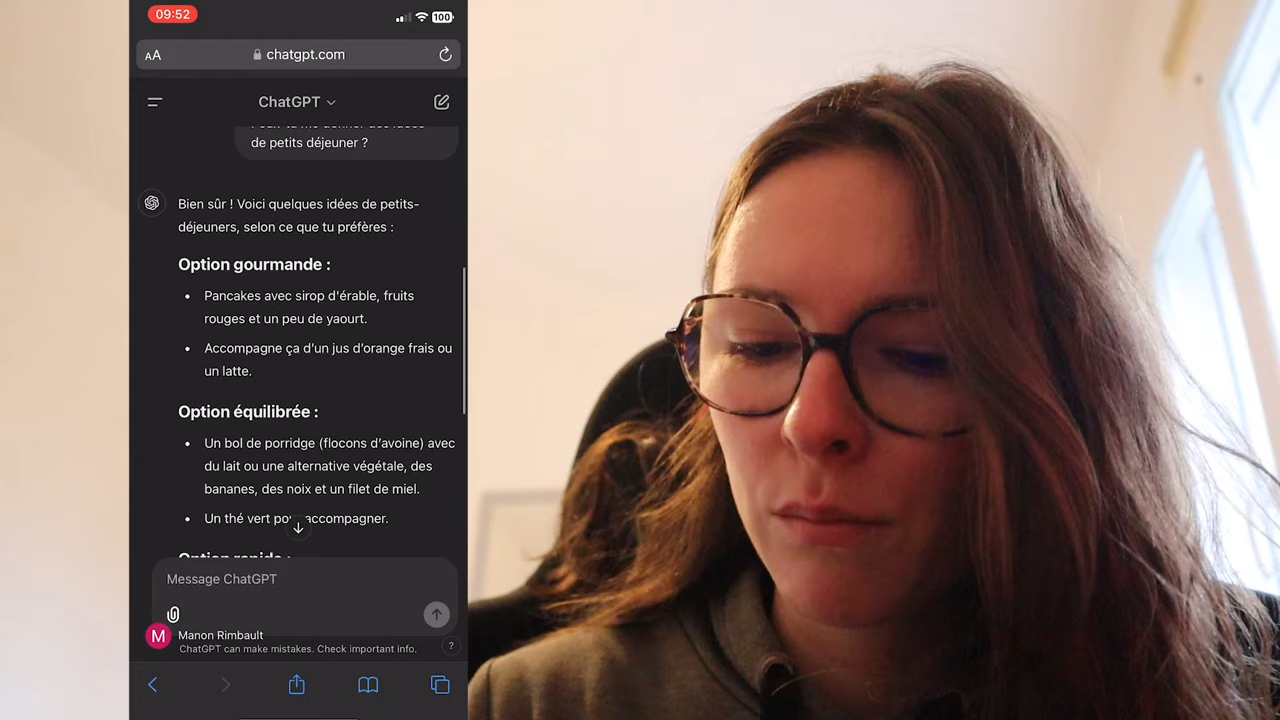 09:52
100
AA
chatgpt.com
ChatGPT
de petits déjeuner ?
Bien sûr ! Voici quelques idées de petits-
déjeuners, selon ce que tu préfères :
Option gourmande :
Pancakes avec sirop d'érable, fruits
rouges et un peu de yaourt.
Accompagne ça d'un jus d'orange frais ou
un latte.
Option équilibrée :
Un bol de porridge (flocons d'avoine) avec
du lait ou une alternative végétale, des
bananes, des noix et un filet de miel.
Un thé vert pour accompagner.
Option rapide :
Message ChatGPT
M
Manon Rimbault
ChatGPT can make mistakes. Check important info.
?